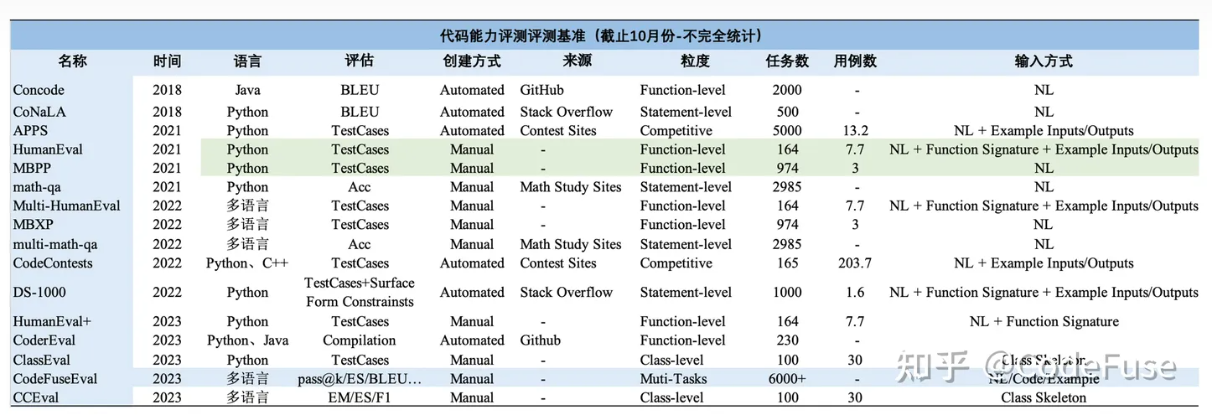 代码能力评测评测基准（截止10月份-不完全统计）
名称 时间 语言 评估 创建方式 来源 粒度 任务数 用例数 输入方式
Concode 2018 Java BLEU Automated GitHub Function-level 2000 - NL
CoNaLA 2018 Python BLEU Automated Stack Overflow Statement-level 500 - NL
APPS 2021 Python TestCases Automated Contest Sites Competitive 5000 13.2 NL + Example Inputs/Outputs
HumanEval 2021 Python TestCases Manual - Function-level 164 7.7 NL + Function Signature + Example Inputs/Outputs
MBPP 2021 Python TestCases Manual - Function-level 974 3 NL
math-qa 2021 Python Acc Manual Math Study Sites Statement-level 2985 - NL
Multi-HumanEval 2022 多语言 TestCases Manual - Function-level 164 7.7 NL + Function Signature + Example Inputs/Outputs
MBXP 2022 多语言 TestCases Manual - Function-level 974 3 NL
multi-math-qa 2022 多语言 Acc Manual Math Study Sites Statement-level 2985 - NL
CodeContests 2022 Python、C++ TestCases Automated Contest Sites Competitive 165 203.7 NL + Example Inputs/Outputs
DS-1000 2022 Python TestCases+Surface Form Constrainsts Automated Stack Overflow Statement-level 1000 1.6 NL + Function Signature + Example Inputs/Outputs
HumanEval+ 2023 Python TestCases Manual - Function-level 164 7.7 NL + Function Signature
CoderEval 2023 Python、Java Compilation Automated Github Function-level 230 -
ClassEval 2023 Python TestCases Manual - Class-level 100 30 Class Skeleton
CodeFuseEval 2023 多语言 pass@k/ES/BLEU... Manual - Muti-Tasks 6000+ - NL/Code/Example
CCEval 2023 多语言 EM/ES/F1 Manual - Class-level 100 30 Class Skeleton
知乎 @CodeFuse